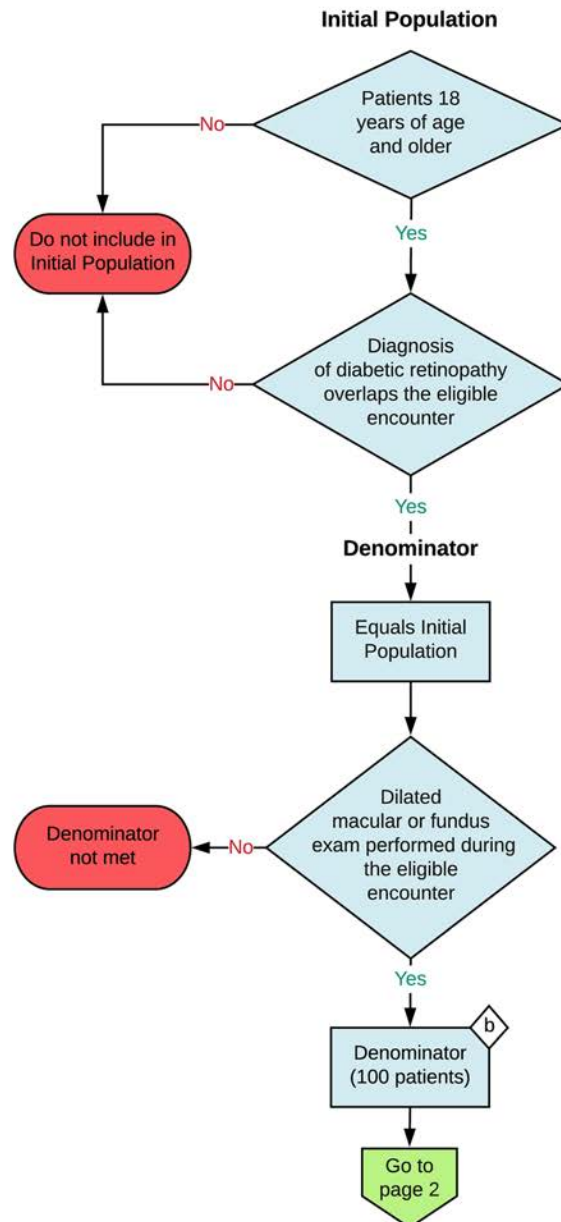 Initial Population
Patients 18
years of age
and older
No
Yes
Do not include in
Initial Population
Diagnosis
of diabetic retinopathy
overlaps the eligible
encounter
No
Yes
Denominator
Equals Initial
Population
Dilated
macular or fundus
exam performed during
the eligible
encounter
No
Denominator
not met
Yes
b
Denominator
(100 patients)
Go to
page 2